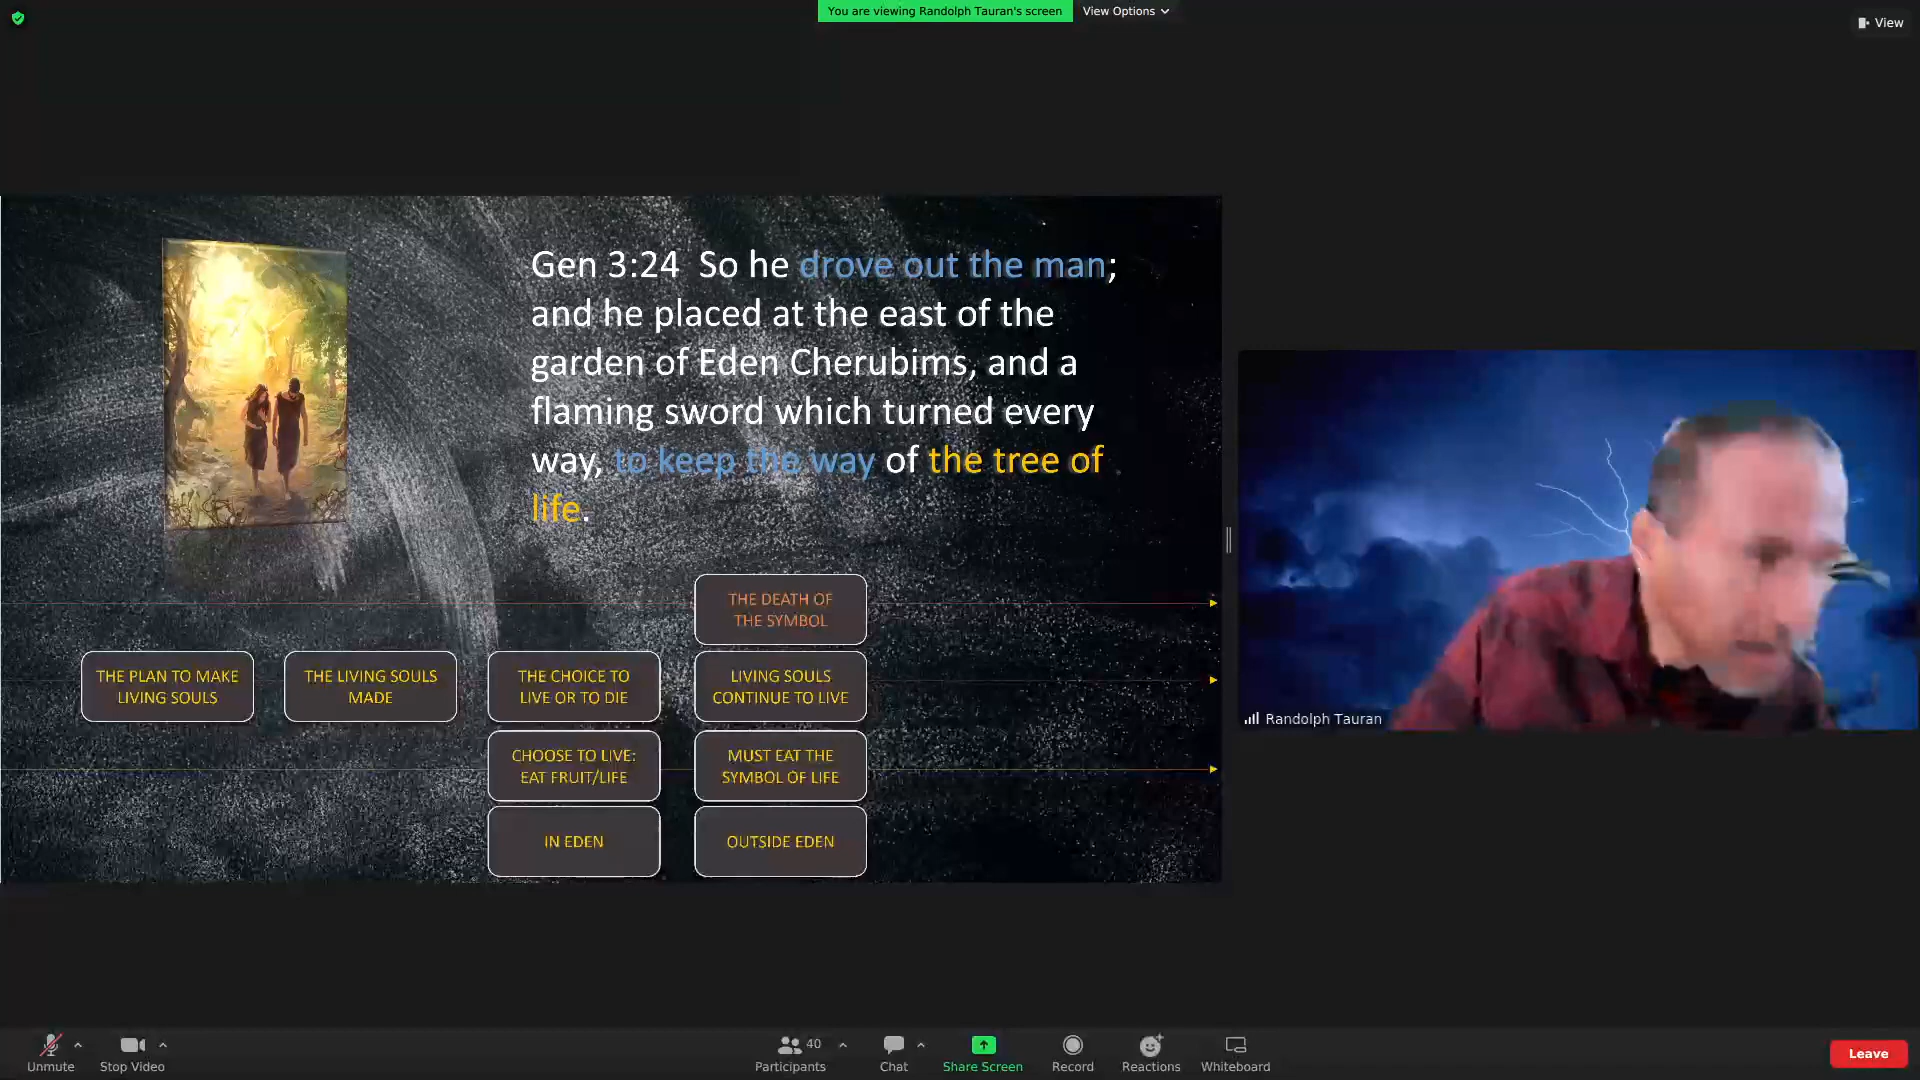 You are viewing Randolph Tauran's screen
View Options
View
Gen 3:24  So he drove out the man;
and he placed at the east of the
garden of Eden Cherubims, and a
flaming sword which turned every
way, to keep the way of the tree of
life.
THE DEATH OF
THE SYMBOL
THE PLAN TO MAKE
LIVING SOULS
THE LIVING SOULS
MADE
THE CHOICE TO
LIVE OR TO DIE
LIVING SOULS
CONTINUE TO LIVE
CHOOSE TO LIVE:
EAT FRUIT/LIFE
MUST EAT THE
SYMBOL OF LIFE
IN EDEN
OUTSIDE EDEN
Randolph Tauran
Unmute
Stop Video
40
Participants
Chat
Share Screen
Record
Reactions
Whiteboard
Leave